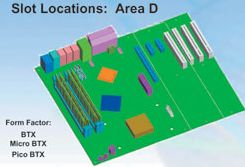 Slot Locations: Area D
Form Factor:
BTX
Micro BTX
Pico BTX